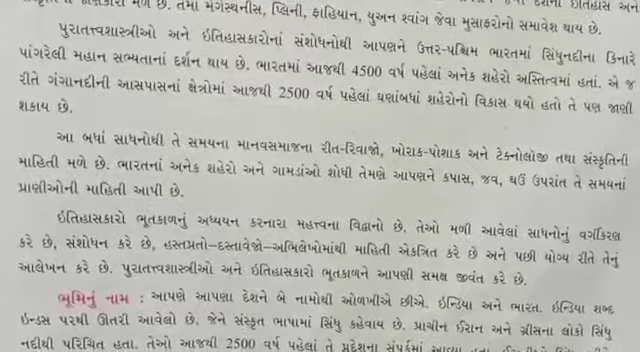 મળે છે. તેમાં મેગેસ્થનીસ, પ્લિની, ફાહિયાન, યુઅન શ્વાંગ જેવા મુસાફરોનો સમાવેશ થાય છે.
પુરાતત્ત્વશાસ્ત્રીઓ અને ઇતિહાસકારોનાં સંશોધનોથી આપણને ઉત્તર-પશ્ચિમ ભારતમાં સિંધુનદીના કિનારે
પાંગરેલી મહાન સભ્યતાનાં દર્શન થાય છે. ભારતમાં આજથી 4500 વર્ષ પહેલાં અનેક શહેરો અસ્તિત્વમાં હતાં. એ જ
રીતે ગંગાનદીની આસપાસનાં ક્ષેત્રોમાં આજથી 2500 વર્ષ પહેલાં ઘણાંબધાં શહેરોનો વિકાસ થયો હતો તે પણ જાણી
શકાય છે.
આ બધાં સાધનોથી તે સમયના માનવસમાજના રીત-રિવાજો, ખોરાક-પોશાક અને ટેક્નોલૉજી તથા સંસ્કૃતિની
માહિતી મળે છે. ભારતનાં અનેક શહેરો અને ગામડાંઓ શોધી તેમણે આપણને કપાસ, જવ, ઘઉં ઉપરાંત તે સમયનાં
પ્રાણીઓની માહિતી આપી છે.
ઇતિહાસકારો ભૂતકાળનું અધ્યયન કરનારા મહત્ત્વના વિદ્વાનો છે. તેઓ મળી આવેલાં સાધનોનું વર્ગીકરણ
કરે છે, સંશોધન કરે છે, હસ્તપ્રતો-દસ્તાવેજો-અભિલેખોમાંથી માહિતી એકત્રિત કરે છે અને પછી યોગ્ય રીતે તેનું
આલેખન કરે છે. પુરાતત્ત્વશાસ્ત્રીઓ અને ઇતિહાસકારો ભૂતકાળને આપણી સમક્ષ જીવંત કરે છે.
ભૂમિનું નામ : આપણે આપણા દેશને બે નામોથી ઓળખીએ છીએ. ઇન્ડિયા અને ભારત. ઇન્ડિયા શબ્દ
ઇન્ડસ પરથી ઊતરી આવેલો છે. જેને સંસ્કૃત ભાષામાં સિંધુ કહેવાય છે. પ્રાચીન ઈરાન અને ગ્રીસના લોકો સિંધુ
નદીથી પરિચિત હતા. તેઓ આજથી 2500 વર્ષ પહેલાં તે પ્રદેશના સંપર્કમાં